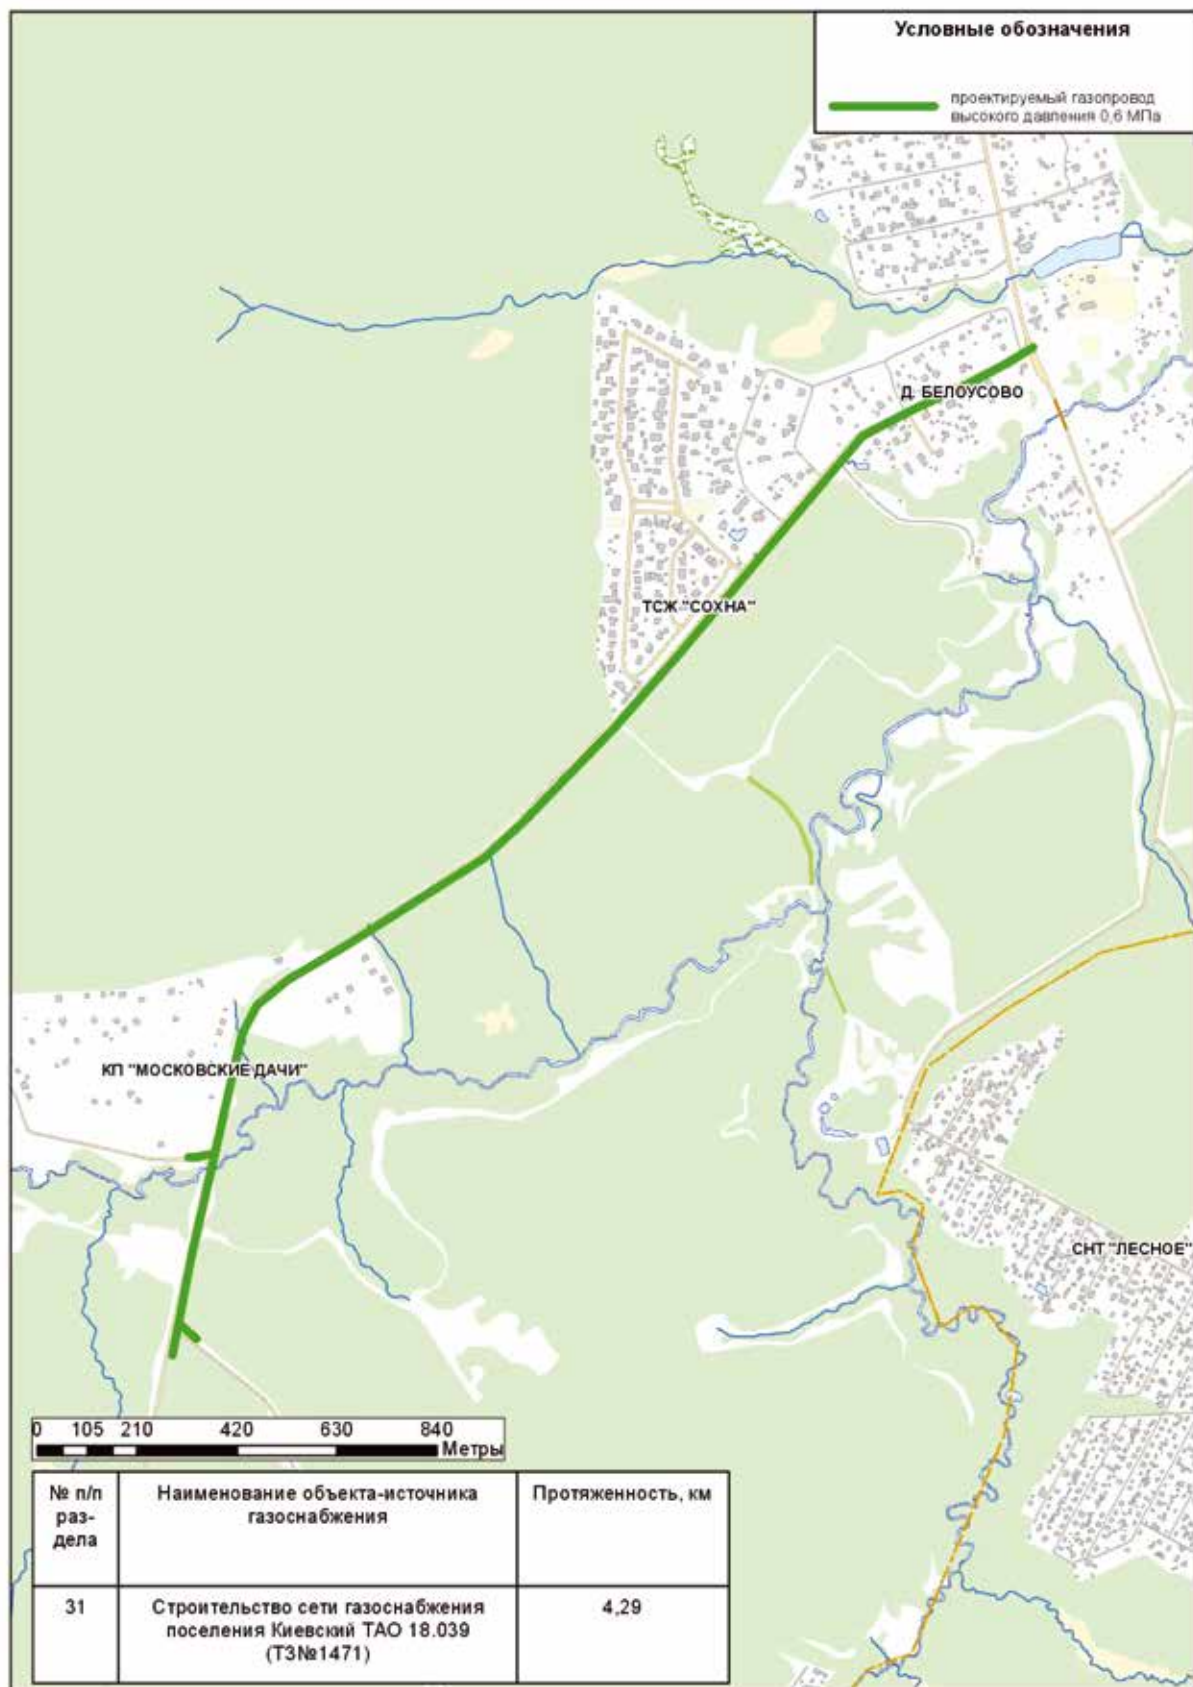 Условные обозначения
проектируемый газопровод
высокого давления 0,6 МПа
Д. БЕЛОУСОВО
ТСЖ "СОХНА"
КП "МОСКОВСКИЕ ДАЧИ"
СНТ "ЛЕСНОЕ"
0 105 210 420 630 840
Метры
№ п/п
раз-
дела
Наименование объекта-источника
газоснабжения
Протяженность, км
31
Строительство сети газоснабжения
поселения Киевский ТАО 18.039
(ТЗ№1471)
4,29